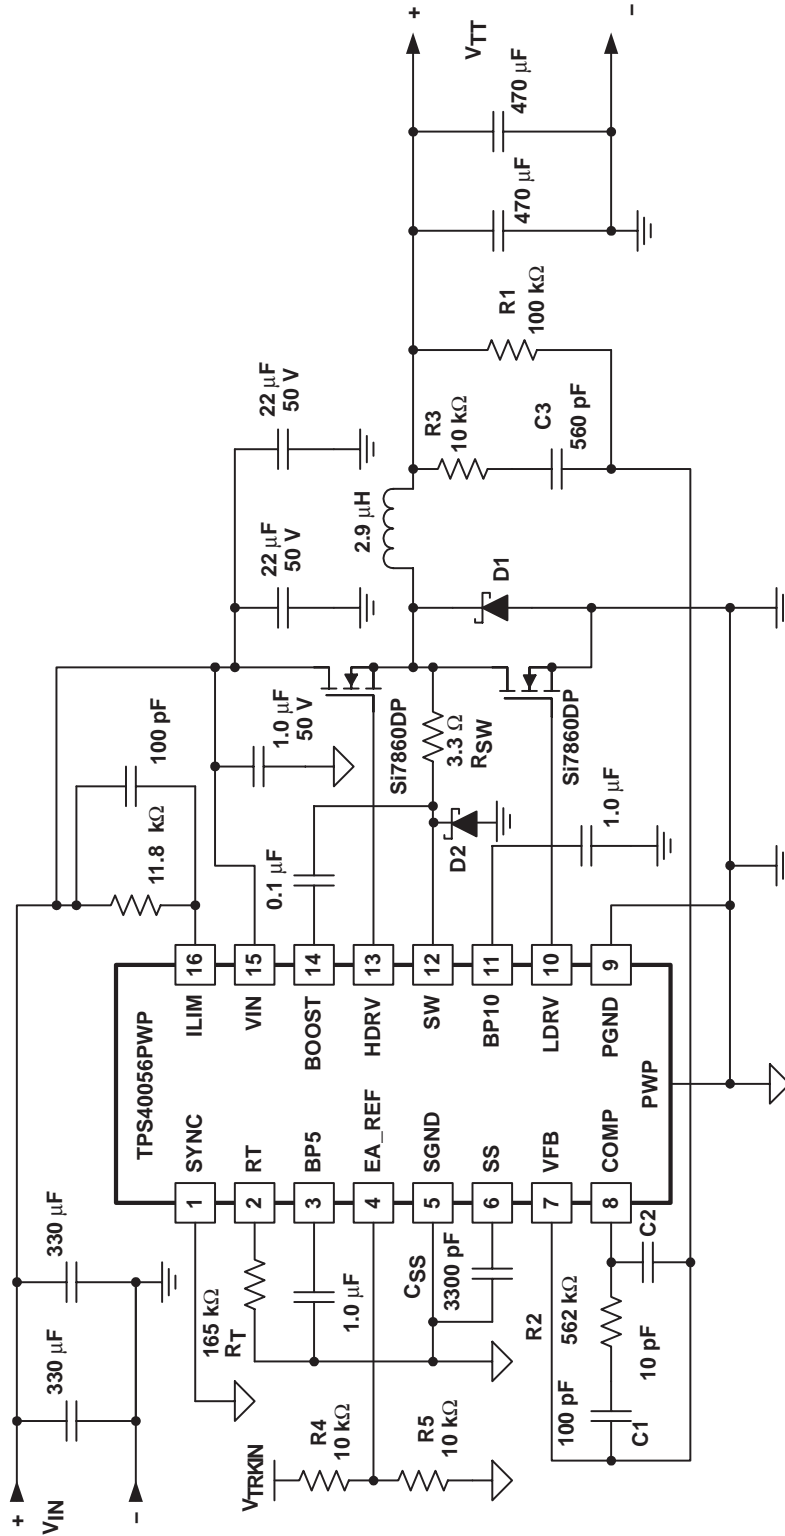 +
VIN
−
330 µF
330 µF
165 kΩ
RT
1.0 µF
VTRKIN
R4
10 kΩ
R5
10 kΩ
CSS
3300 pF
R2
562 kΩ
100 pF
10 pF
C1
C2
TPS40056PWP
1
SYNC
2
RT
3
BP5
4
EA_REF
5
SGND
6
SS
7
VFB
8
COMP
16
ILIM
15
VIN
14
BOOST
13
HDRV
12
SW
11
BP10
10
LDRV
9
PGND
PWP
11.8 kΩ
100 pF
0.1 µF
1.0 µF
50 V
22 µF
50 V
22 µF
50 V
Si7860DP
3.3 Ω
RSW
D2
Si7860DP
1.0 µF
D1
2.9 µH
R3
10 kΩ
C3
560 pF
R1
100 kΩ
470 µF
470 µF
+
VTT
−